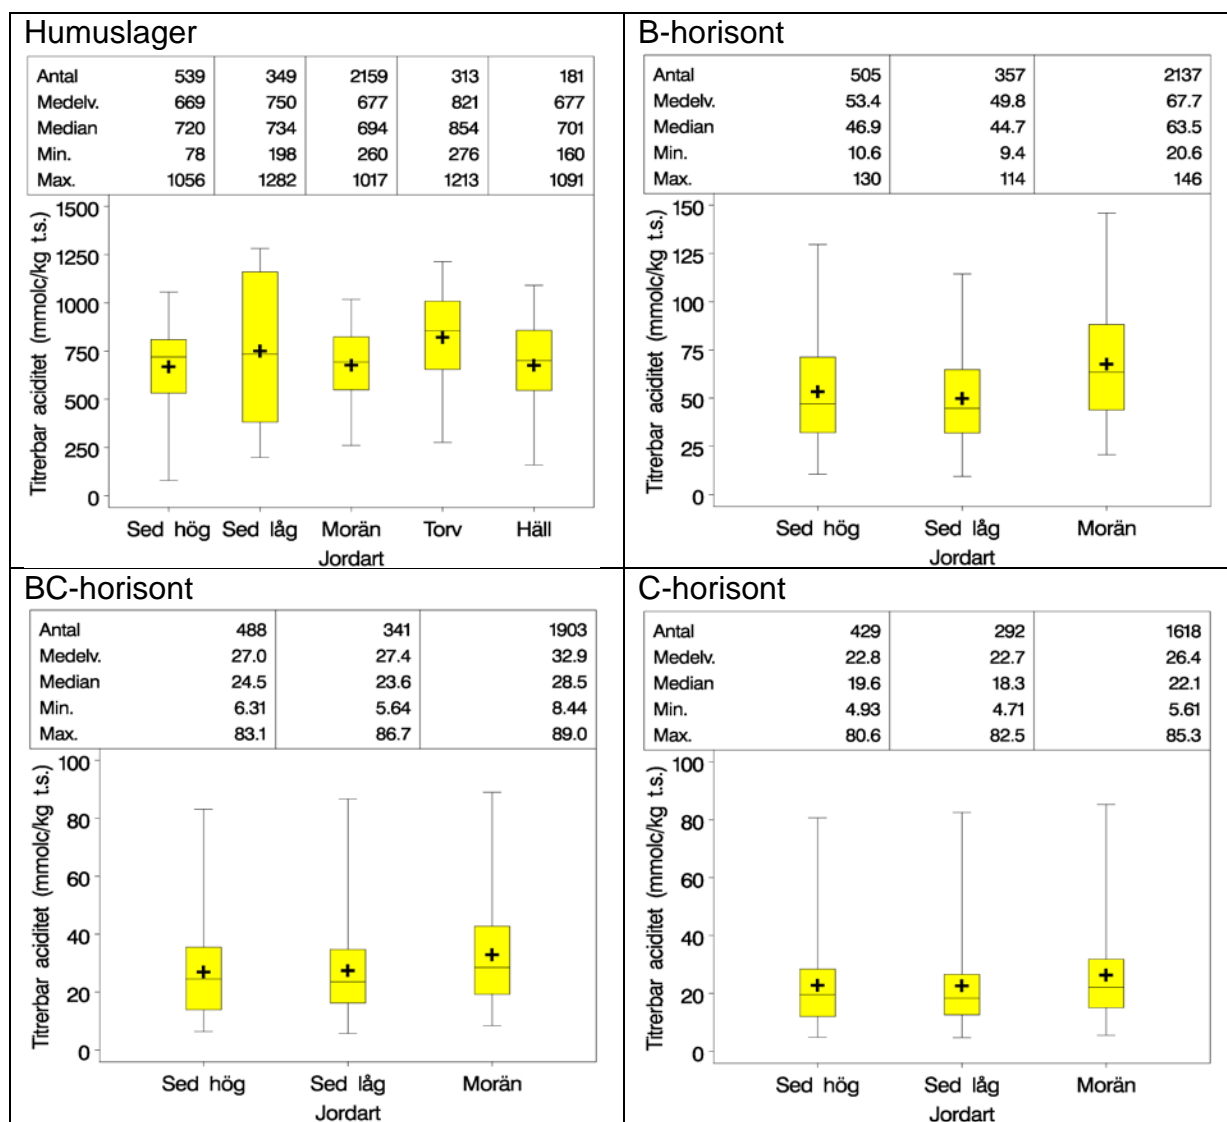 Humuslager
Antal 539 349 2159 313 181
Medelv. 669 750 677 821 677
Median 720 734 694 854 701
Min. 78 198 260 276 160
Max. 1056 1282 1017 1213 1091
Titrerbar aciditet (mmolc/kg t.s.)
1500
1250
1000
750
500
250
0
Sed hög Sed låg Morän Torv Häll
Jordart
B-horisont
Antal 505 357 2137
Medelv. 53.4 49.8 67.7
Median 46.9 44.7 63.5
Min. 10.6 9.4 20.6
Max. 130 114 146
Titrerbar aciditet (mmolc/kg t.s.)
150
125
100
75
50
25
0
Sed hög Sed låg Morän
Jordart
BC-horisont
Antal 488 341 1903
Medelv. 27.0 27.4 32.9
Median 24.5 23.6 28.5
Min. 6.31 5.64 8.44
Max. 83.1 86.7 89.0
Titrerbar aciditet (mmolc/kg t.s.)
100
80
60
40
20
0
Sed hög Sed låg Morän
Jordart
C-horisont
Antal 429 292 1618
Medelv. 22.8 22.7 26.4
Median 19.6 18.3 22.1
Min. 4.93 4.71 5.61
Max. 80.6 82.5 85.3
Titrerbar aciditet (mmolc/kg t.s.)
100
80
60
40
20
0
Sed hög Sed låg Morän
Jordart